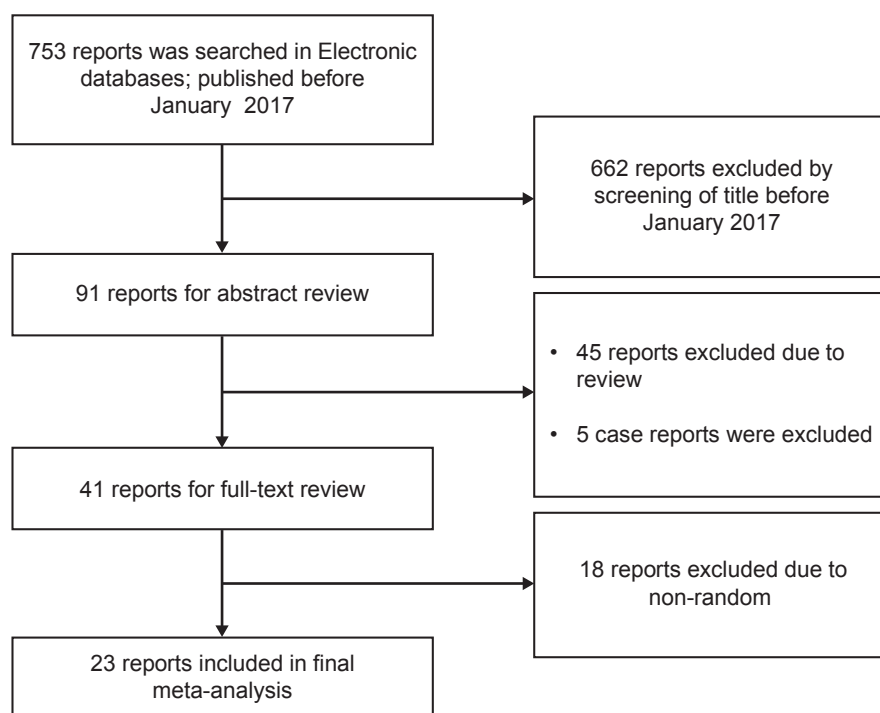 753 reports was searched in Electronic
databases; published before
January 2017
662 reports excluded by
screening of title before
January 2017
91 reports for abstract review
• 45 reports excluded due to
review
• 5 case reports were excluded
41 reports for full-text review
18 reports excluded due to
non-random
23 reports included in final
meta-analysis